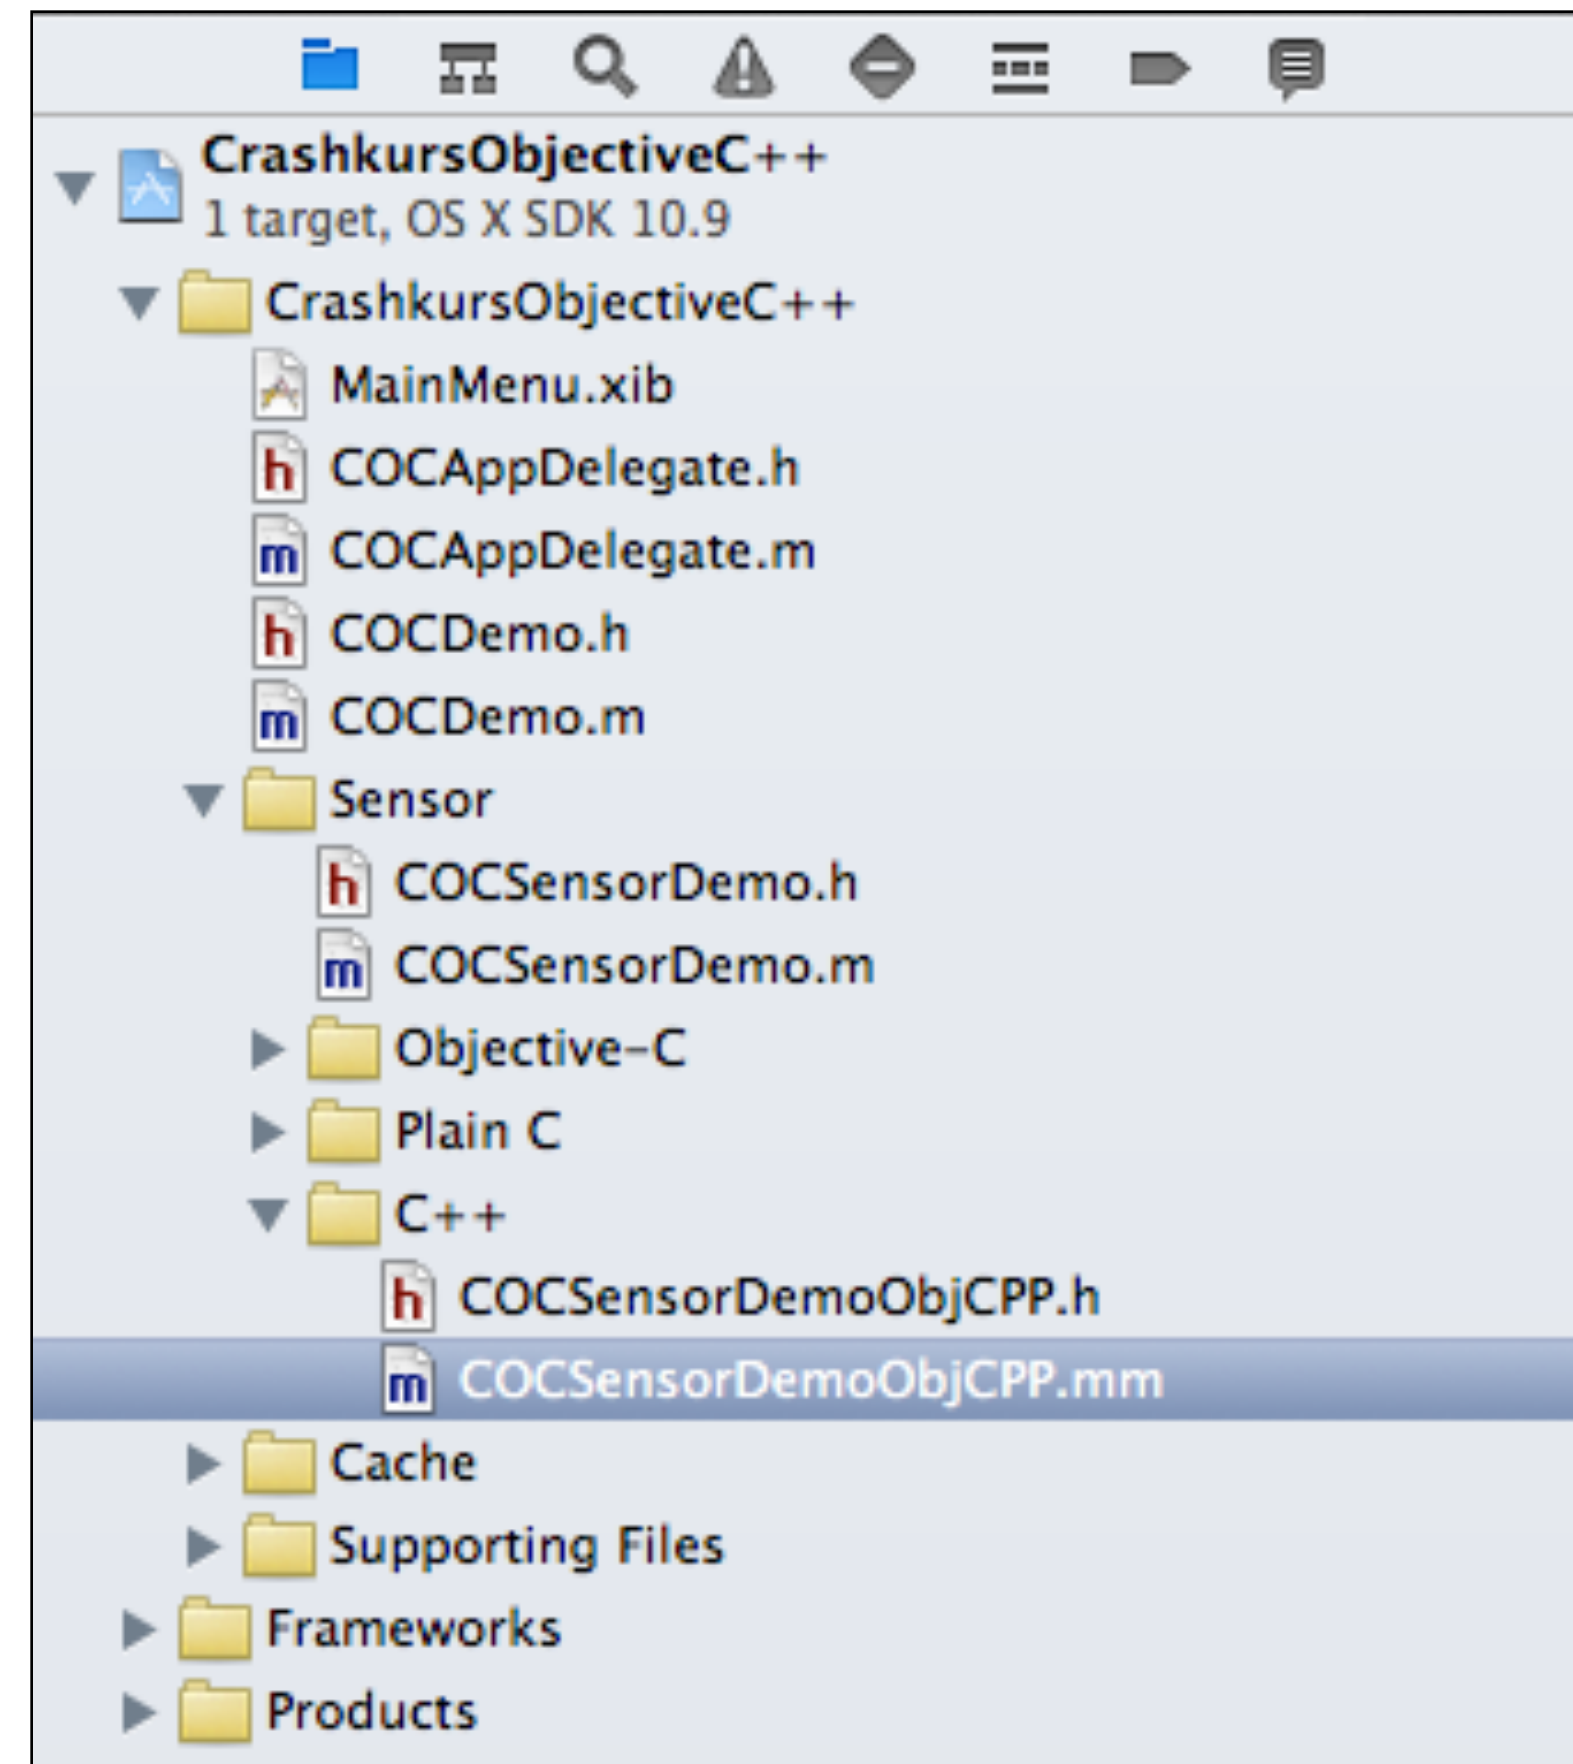 CrashkursObjectiveC++
1 target, OS X SDK 10.9
CrashkursObjectiveC++
MainMenu.xib
h COCAppDelegate.h
m COCAppDelegate.m
h COCDemo.h
m COCDemo.m
Sensor
h COCSensorDemo.h
m COCSensorDemo.m
Objective-C
Plain C
C++
h COCSensorDemoObjCPP.h
m COCSensorDemoObjCPP.mm
Cache
Supporting Files
Frameworks
Products